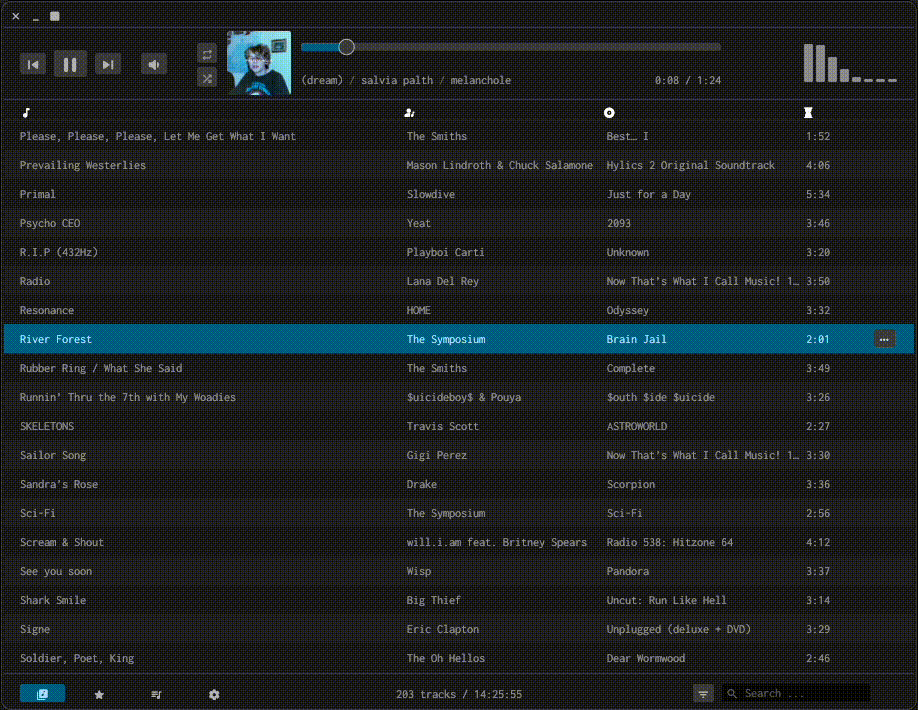 (dream) / salvia palth / melanchole 0:08 / 1:24
Please, Please, Please, Let Me Get What I Want The Smiths Best… I 1:52
Prevailing Westerlies Mason Lindroth & Chuck Salamone Hylics 2 Original Soundtrack 4:06
Primal Slowdive Just for a Day 5:34
Psycho CEO Yeat 2093 3:46
R.I.P (432Hz) Playboi Carti Unknown 3:20
Radio Lana Del Rey Now That's What I Call Music! 1… 3:50
Resonance HOME Odyssey 3:32
River Forest The Symposium Brain Jail 2:01
Rubber Ring / What She Said The Smiths Complete 3:49
Runnin' Thru the 7th with My Woadies $uicideboy$ & Pouya $outh $ide $uicide 3:26
SKELETONS Travis Scott ASTROWORLD 2:27
Sailor Song Gigi Perez Now That's What I Call Music! 1… 3:30
Sandra's Rose Drake Scorpion 3:36
Sci-Fi The Symposium Sci-Fi 2:56
Scream & Shout will.i.am feat. Britney Spears Radio 538: Hitzone 64 4:12
See you soon Wisp Pandora 3:37
Shark Smile Big Thief Uncut: Run Like Hell 3:14
Signe Eric Clapton Unplugged (deluxe + DVD) 3:29
Soldier, Poet, King The Oh Hellos Dear Wormwood 2:46
203 tracks / 14:25:55 Search ...